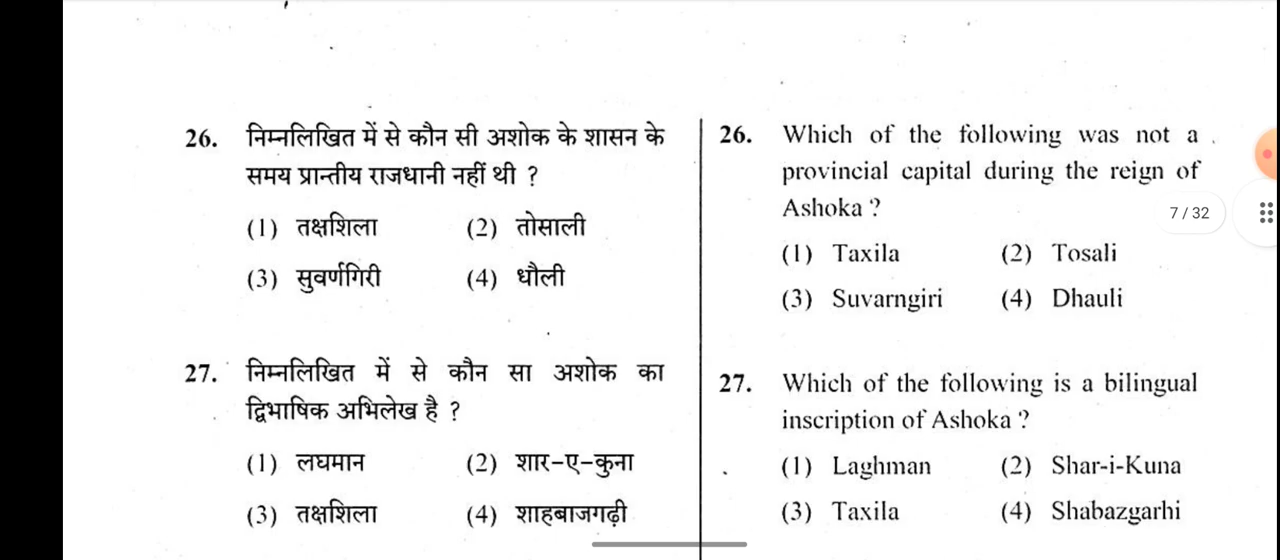 26. निम्नलिखित में से कौन सी अशोक के शासन के
समय प्रान्तीय राजधानी नहीं थी ?
(1) तक्षशिला (2) तोसाली
(3) सुवर्णगिरी (4) धौली
27. निम्नलिखित में से कौन सा अशोक का
द्विभाषिक अभिलेख है ?
(1) लघमान (2) शार-ए-कुना
(3) तक्षशिला (4) शाहबाजगढ़ी
26. Which of the following was not a
provincial capital during the reign of
Ashoka ?
(1) Taxila (2) Tosali
(3) Suvarngiri (4) Dhauli
27. Which of the following is a bilingual
inscription of Ashoka ?
(1) Laghman (2) Shar-i-Kuna
(3) Taxila (4) Shabazgarhi
7 / 32